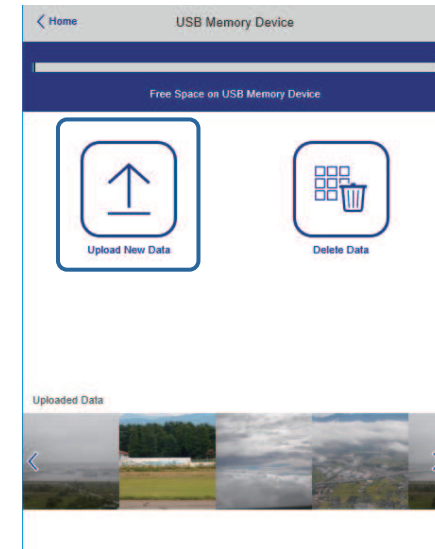 Home
USB Memory Device
Free Space on USB Memory Device
Upload New Data
Delete Data
Uploaded Data